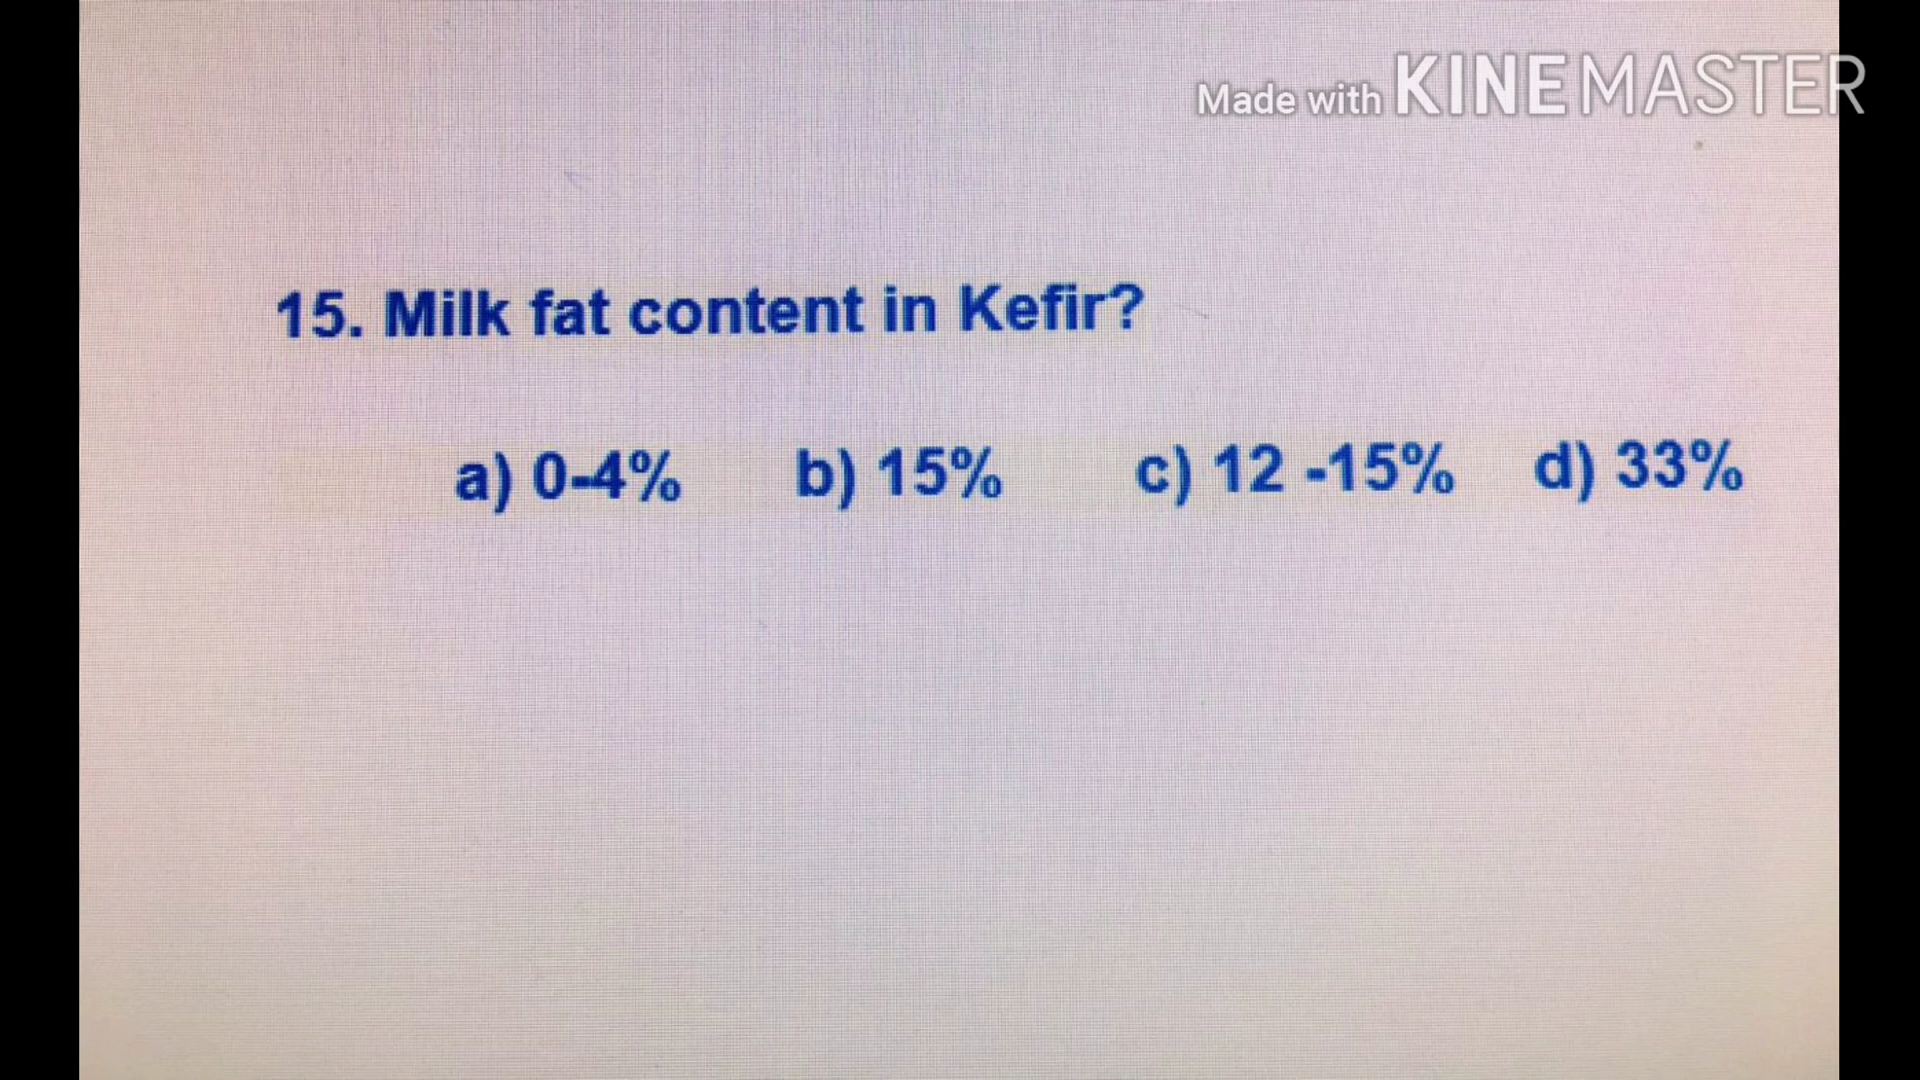 Made with KINEMASTER
15. Milk fat content in Kefir?
a) 0-4% b) 15% c) 12 -15% d) 33%